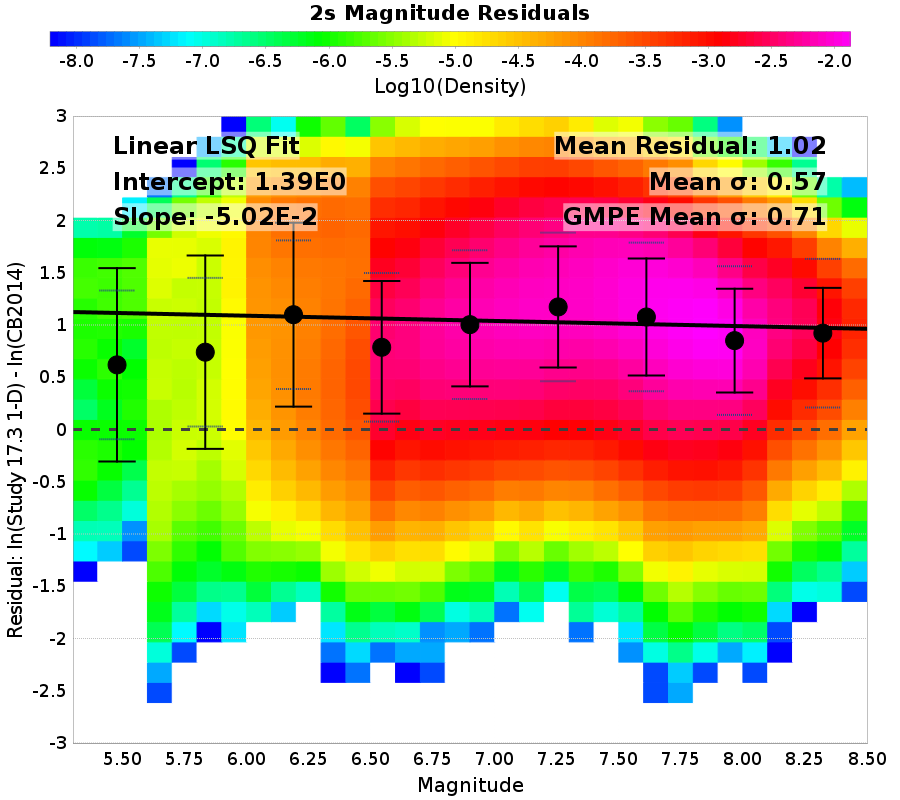 2s Magnitude Residuals
-8.0 -7.5 -7.0 -6.5 -6.0 -5.5 -5.0 -4.5 -4.0 -3.5 -3.0 -2.5 -2.0
Log10(Density)
Linear LSQ Fit
Intercept: 1.39E0
Slope: -5.02E-2
Mean Residual: 1.02
Mean σ: 0.57
GMPE Mean σ: 0.71
Residual: ln(Study 17.3 1-D) - ln(CB2014)
3
2.5
2
1.5
1
0.5
0
-0.5
-1
-1.5
-2
-2.5
-3
5.50 5.75 6.00 6.25 6.50 6.75 7.00 7.25 7.50 7.75 8.00 8.25 8.50
Magnitude